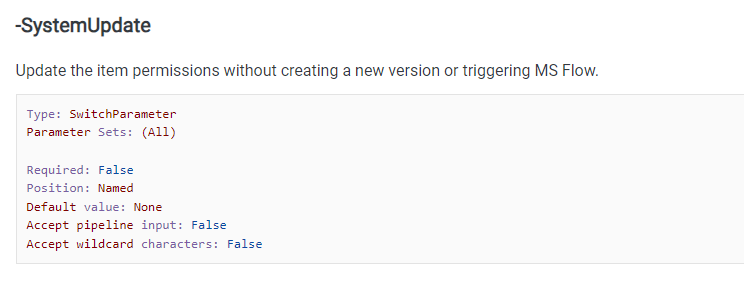 -SystemUpdate
Update the item permissions without creating a new version or triggering MS Flow.
Type: SwitchParameter
Parameter Sets: (All)
Required: False
Position: Named
Default value: None
Accept pipeline input: False
Accept wildcard characters: False